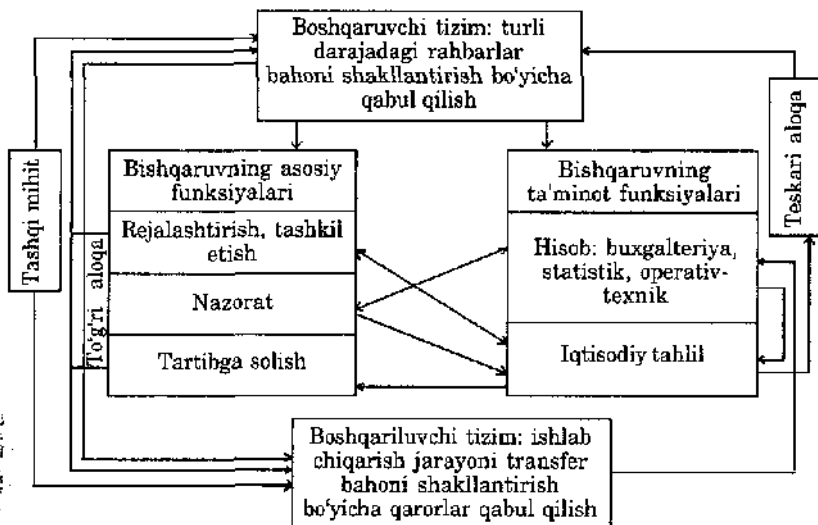 Boshqaruvchi tizim: turli
darajadagi rahbarlar
bahoni shakllantirish bo'yicha
qabul qilish
Tashqi mihit
To'g'ri aloqa
Bishqaruvning asosiy
funksiyalari
Rejalashtirish, tashkil
etish
Nazorat
Tartibga solish
Bishqaruvning
ta'minot funksiyalari
Hisob: buxgalteriya,
statistik, operativ-
texnik
Iqtisodiy tahlil
Teskari aloqa
Boshqariluvchi tizim: ishlab
chiqarish jarayoni transfer
bahoni shakllantirish
bo'yicha qarorlar qabul qilish